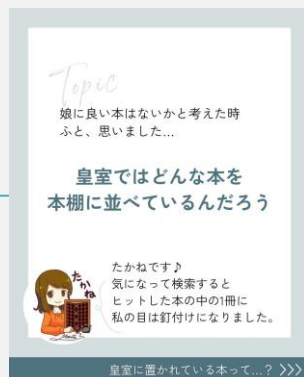 Topic
娘に良い本はないかと考えた時
ふと、思いました…
皇室ではどんな本を
本棚に並べているんだろう
たかね
たかねです♪
気になって検索すると
ヒットした本の中の1冊に
私の目は釘付けになりました。
皇室に置かれている本って…? 》》》